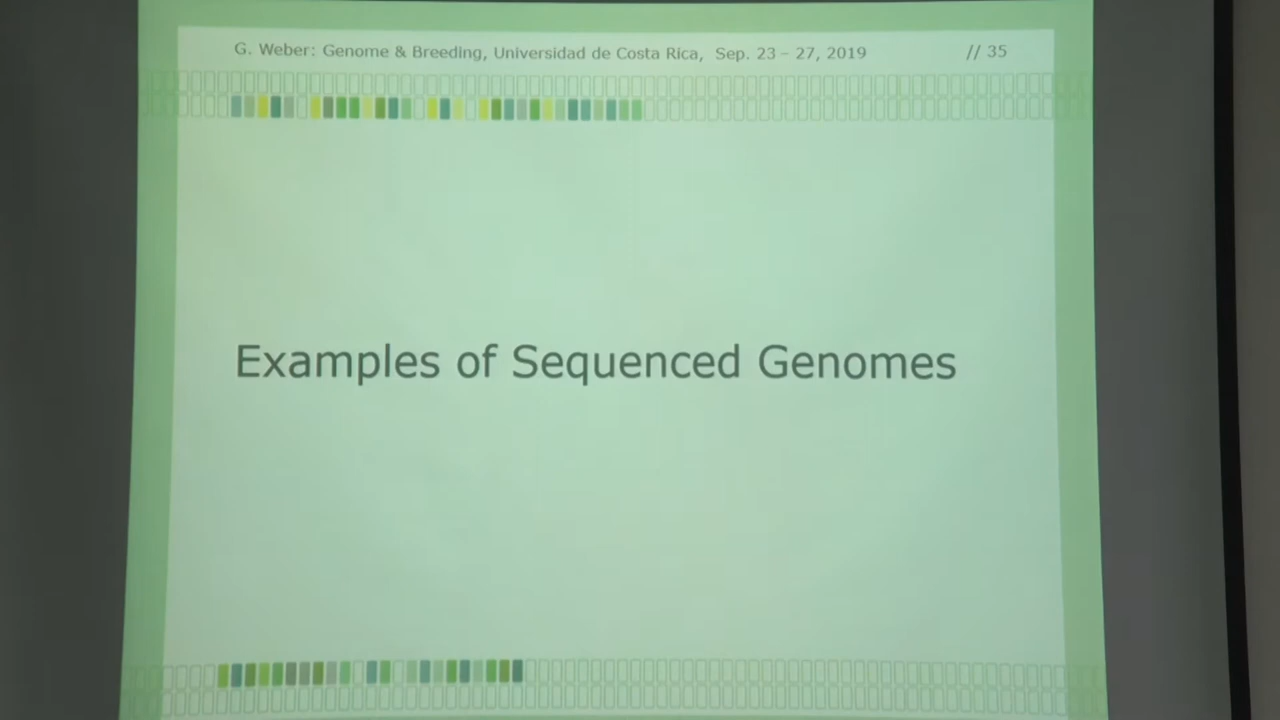 G. Weber: Genome & Breeding, Universidad de Costa Rica, Sep. 23 – 27, 2019 // 35
Examples of Sequenced Genomes